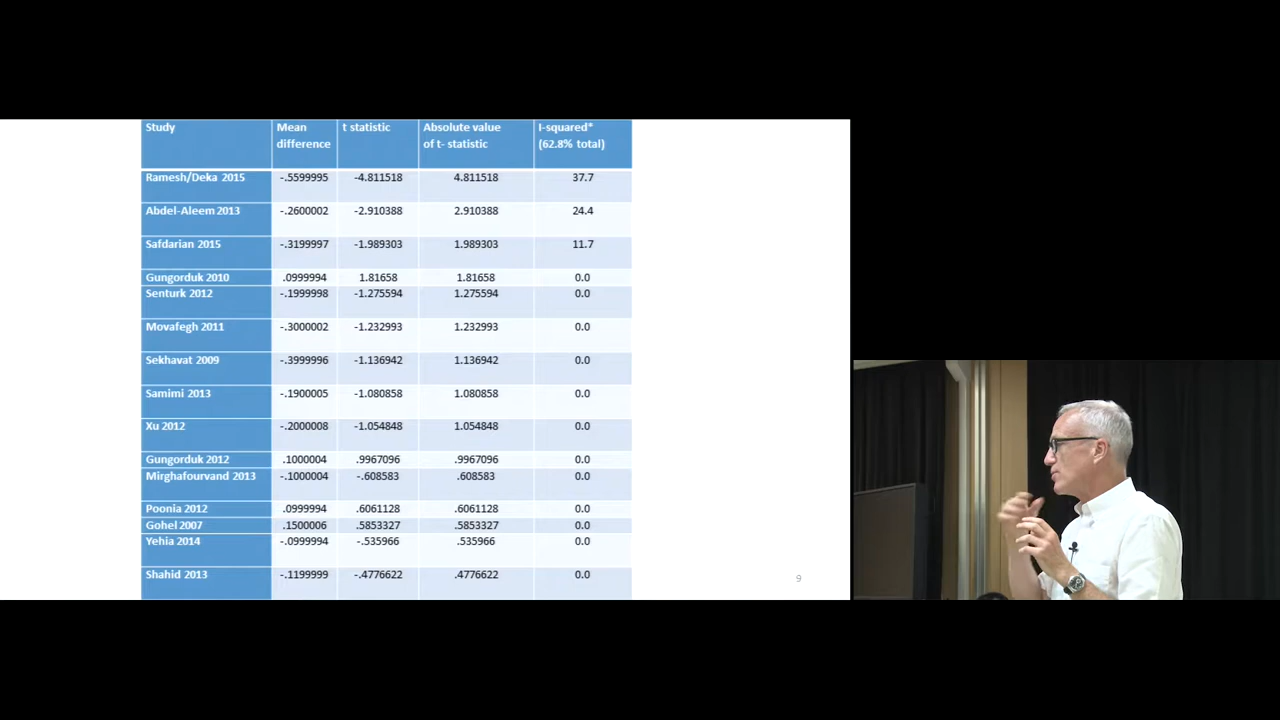 Study Mean difference t statistic Absolute value of t- statistic I-squared* (62.8% total)
Ramesh/Deka 2015 -.5599995 -4.811518 4.811518 37.7
Abdel-Aleem 2013 -.2600002 -2.910388 2.910388 24.4
Safdarian 2015 -.3199997 -1.989303 1.989303 11.7
Gungorduk 2010 .0999994 1.81658 1.81658 0.0
Senturk 2012 -.1999998 -1.275594 1.275594 0.0
Movafegh 2011 -.3000002 -1.232993 1.232993 0.0
Sekhavat 2009 -.3999996 -1.136942 1.136942 0.0
Samimi 2013 -.1900005 -1.080858 1.080858 0.0
Xu 2012 -.2000008 -1.054848 1.054848 0.0
Gungorduk 2012 .1000004 .9967096 .9967096 0.0
Mirghafourvand 2013 -.1000004 -.608583 .608583 0.0
Poonia 2012 .0999994 .6061128 .6061128 0.0
Gohel 2007 .1500006 .5853327 .5853327 0.0
Yehia 2014 -.0999994 -.535966 .535966 0.0
Shahid 2013 -.1199999 -.4776622 .4776622 0.0
9